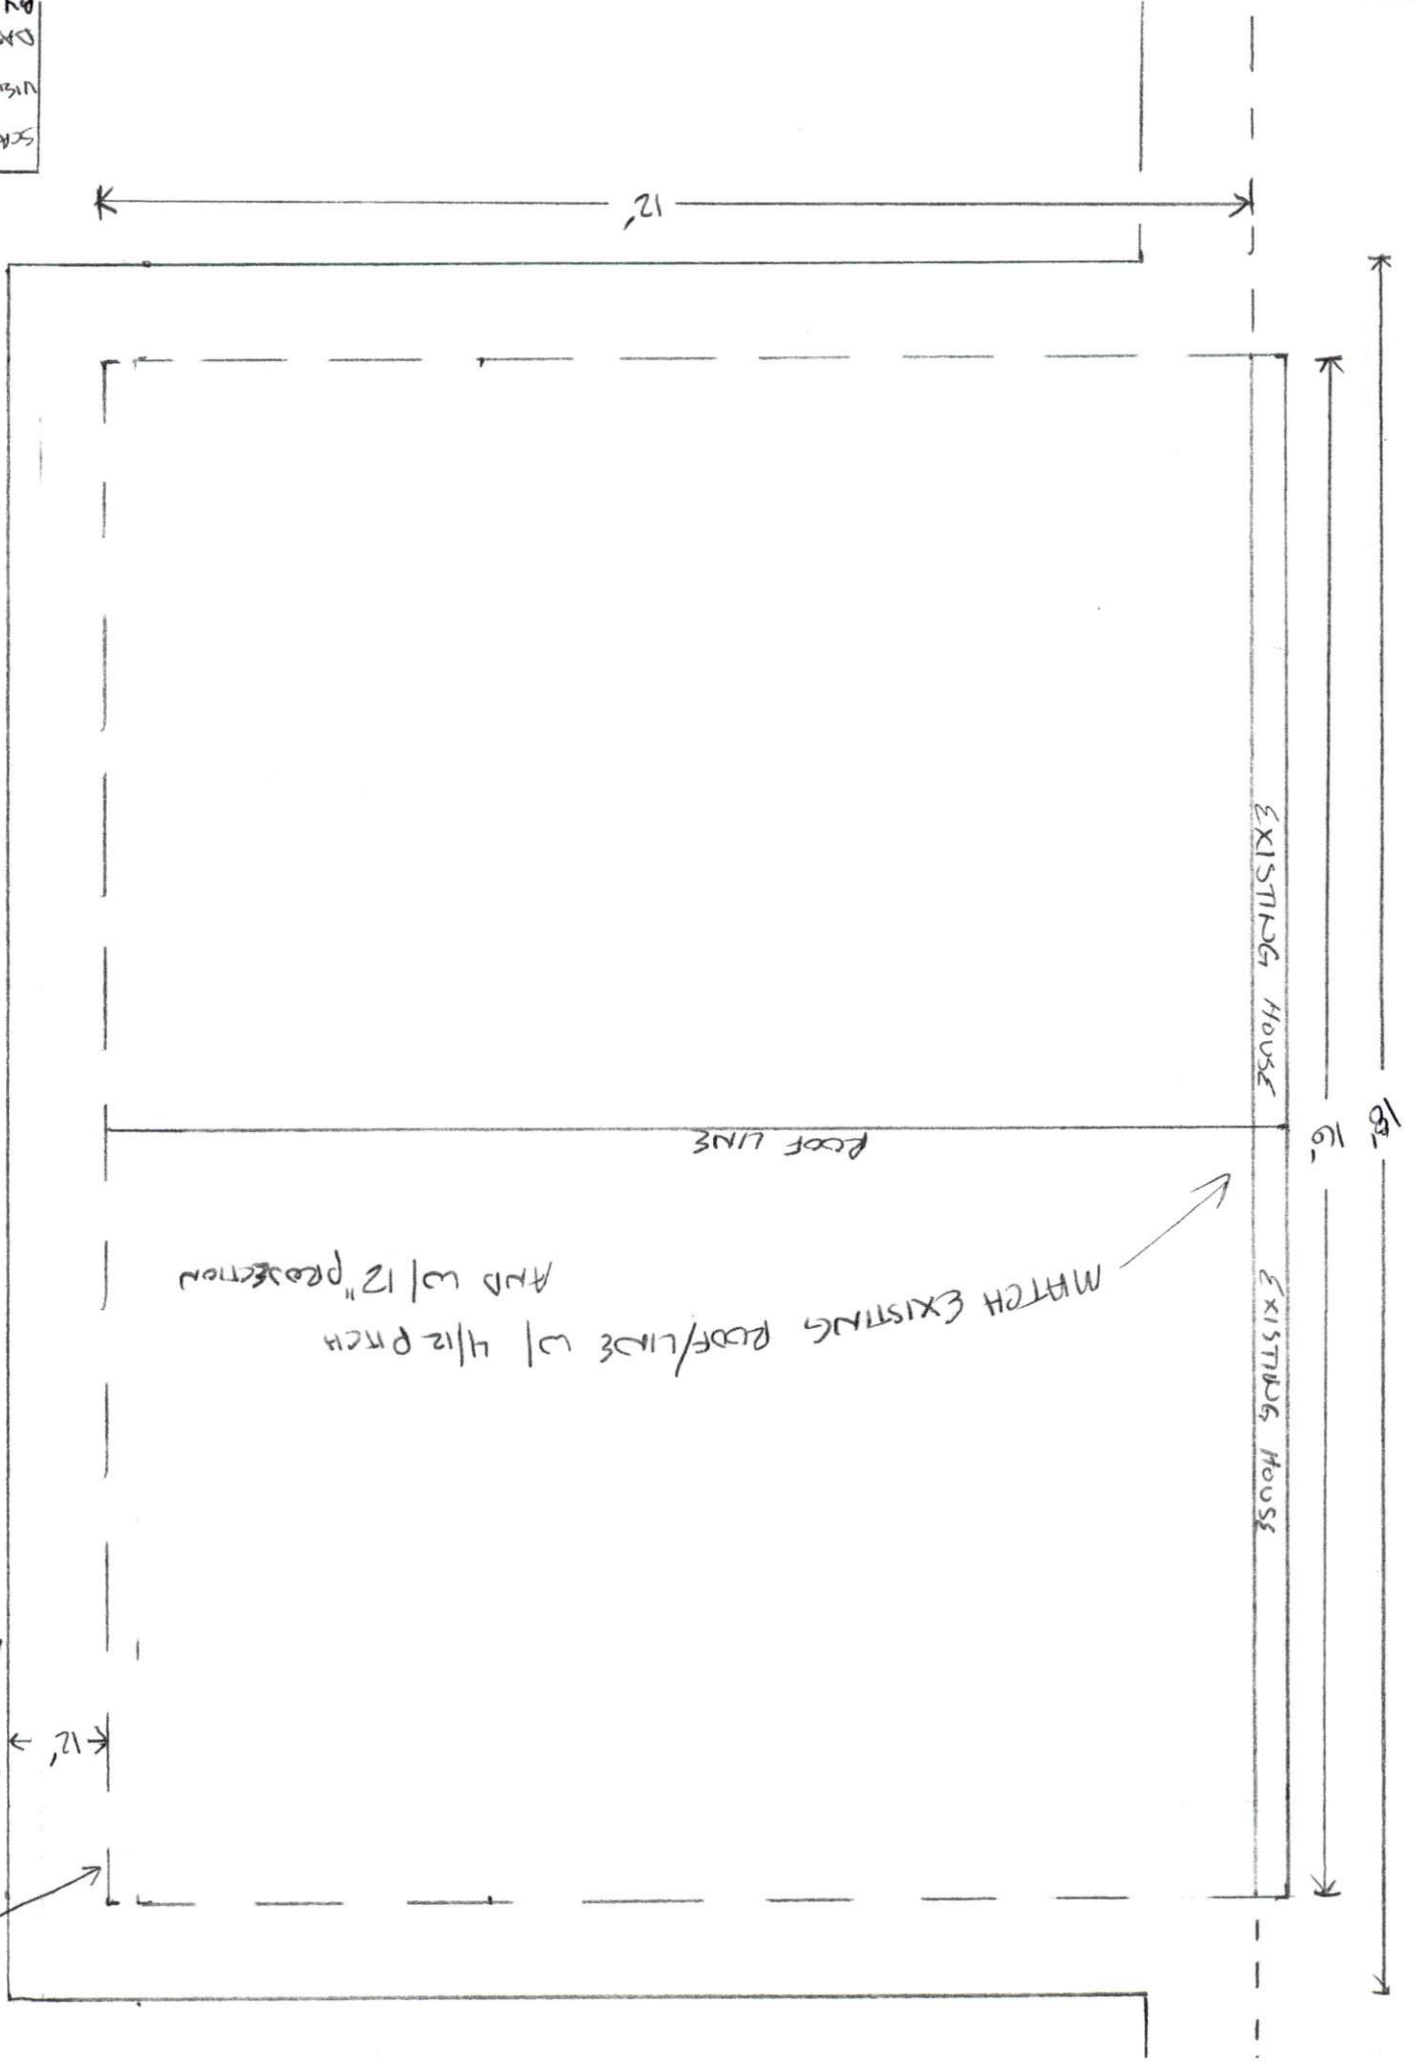 12'
EXISTING HOUSE
16'
18'
ROOF LINE
MATCH EXISTING ROOF/LINE W/ 4/12 PITCH
AND W/ 12" PROJECTION
EXISTING HOUSE
12'